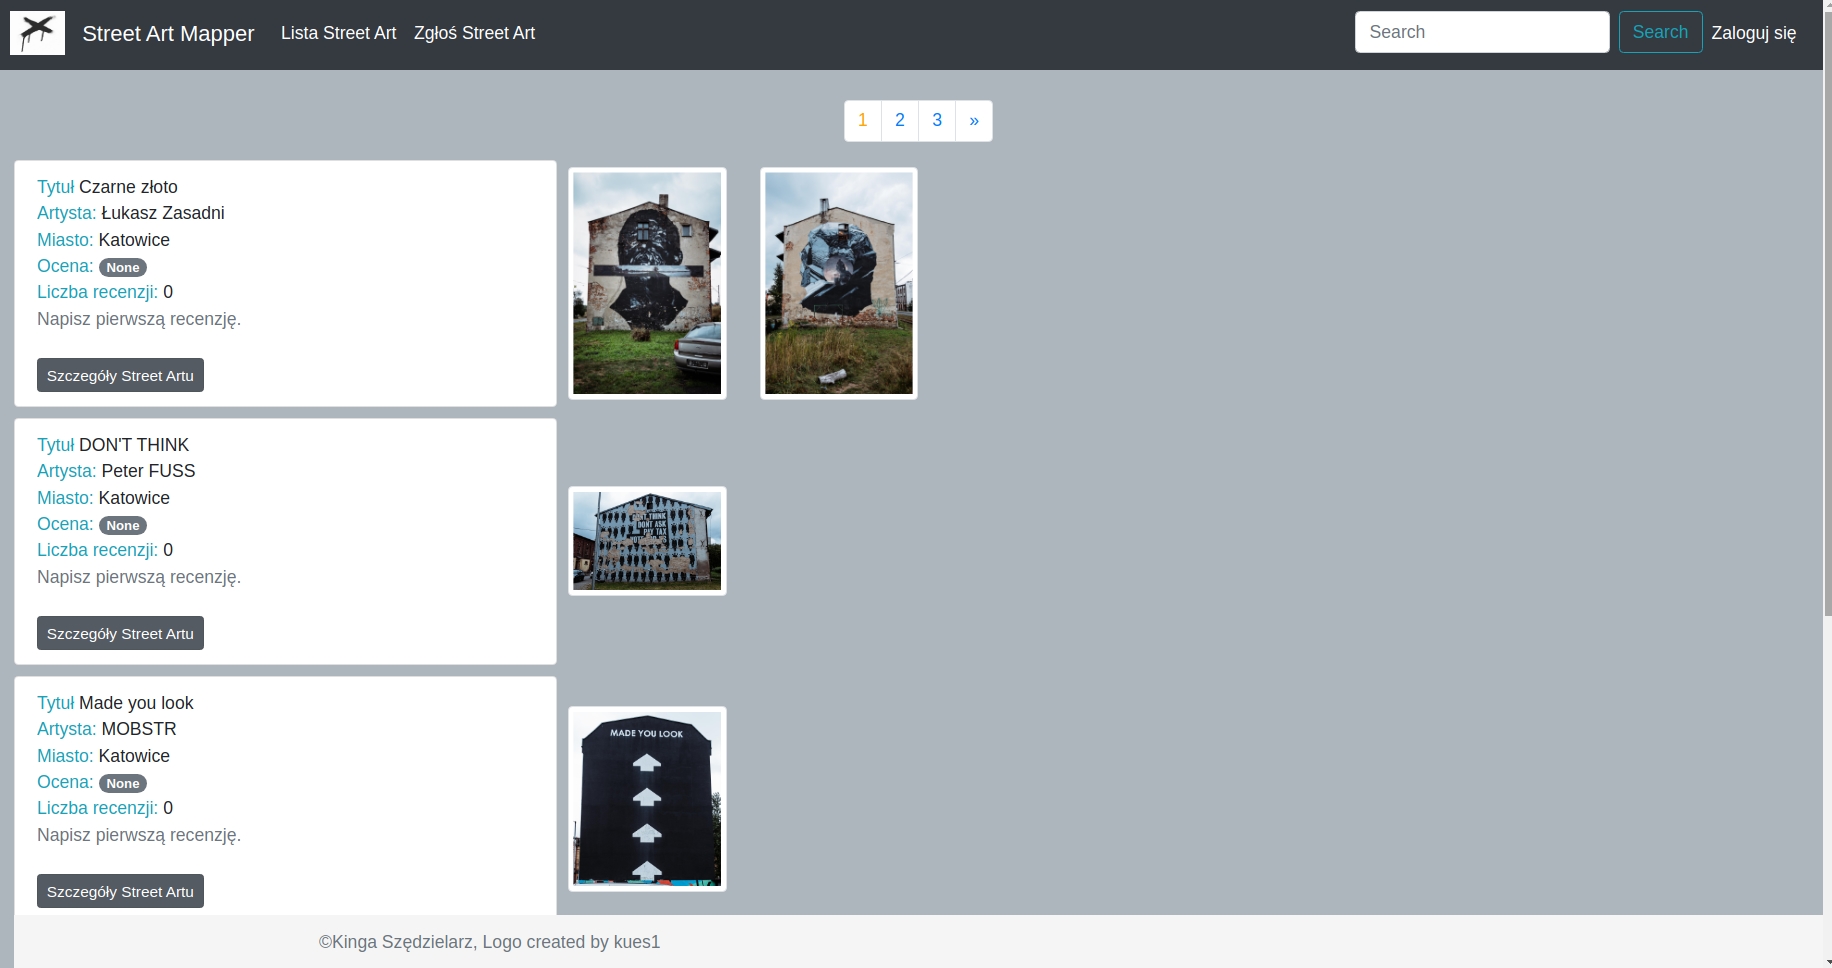 Street Art Mapper Lista Street Art Zgłoś Street Art Search Search Zaloguj się
1 2 3 »
Tytuł Czarne złoto
Artysta: Łukasz Zasadni
Miasto: Katowice
Ocena: None
Liczba recenzji: 0
Napisz pierwszą recenzję.
Szczegóły Street Artu
Tytuł DON'T THINK
Artysta: Peter FUSS
Miasto: Katowice
Ocena: None
Liczba recenzji: 0
Napisz pierwszą recenzję.
Szczegóły Street Artu
DONT THINK
DONT ASK
PAY TAX
Tytuł Made you look
Artysta: MOBSTR
Miasto: Katowice
Ocena: None
Liczba recenzji: 0
Napisz pierwszą recenzję.
Szczegóły Street Artu
MADE YOU LOOK
©Kinga Szędzielarz, Logo created by kues1